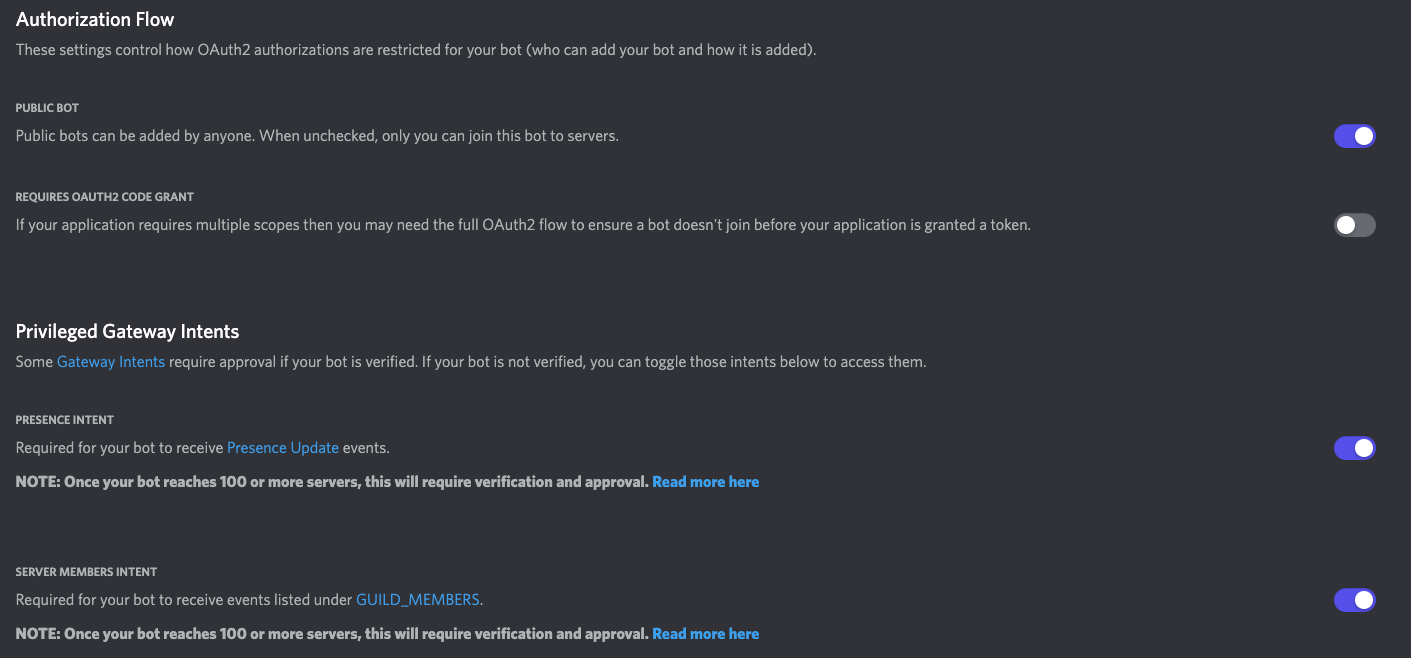 Authorization Flow
These settings control how OAuth2 authorizations are restricted for your bot (who can add your bot and how it is added).
PUBLIC BOT
Public bots can be added by anyone. When unchecked, only you can join this bot to servers.
REQUIRES OAUTH2 CODE GRANT
If your application requires multiple scopes then you may need the full OAuth2 flow to ensure a bot doesn't join before your application is granted a token.
Privileged Gateway Intents
Some Gateway Intents require approval if your bot is verified. If your bot is not verified, you can toggle those intents below to access them.
PRESENCE INTENT
Required for your bot to receive Presence Update events.
NOTE: Once your bot reaches 100 or more servers, this will require verification and approval. Read more here
SERVER MEMBERS INTENT
Required for your bot to receive events listed under GUILD_MEMBERS.
NOTE: Once your bot reaches 100 or more servers, this will require verification and approval. Read more here